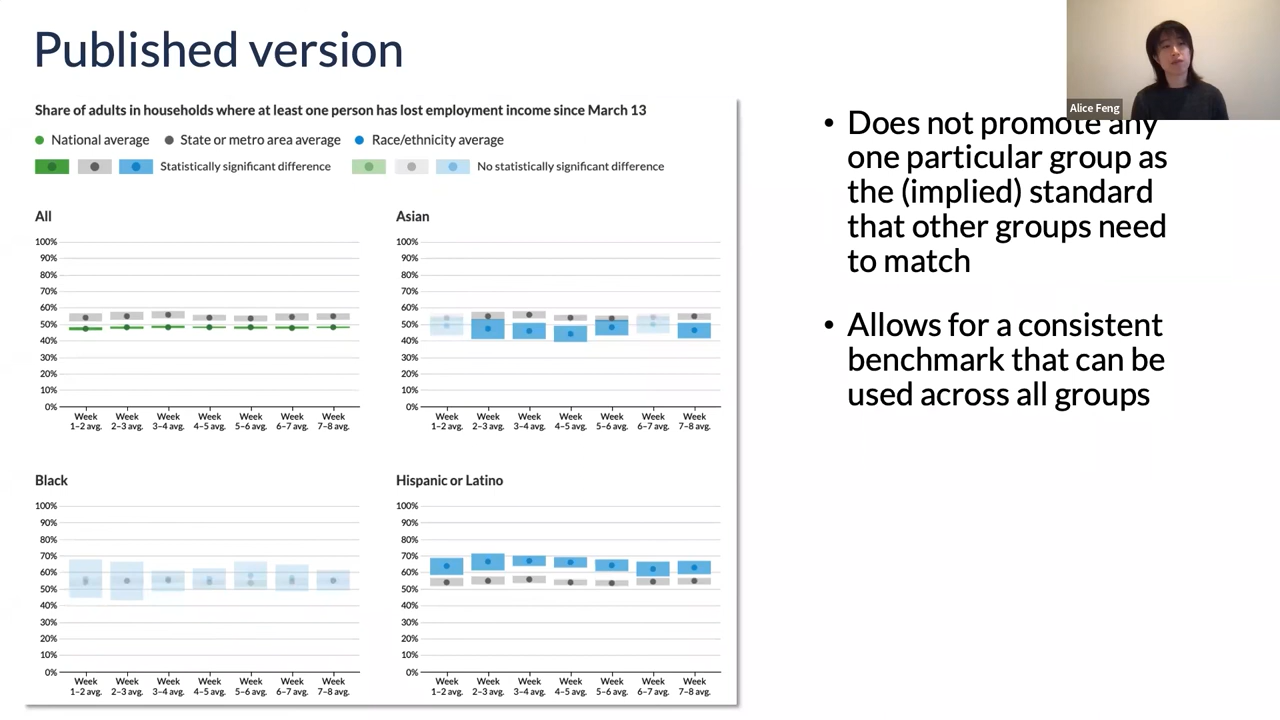 Published version
Alice Feng
Share of adults in households where at least one person has lost employment income since March 13
National average State or metro area average Race/ethnicity average
Statistically significant difference No statistically significant difference
All
100%
90%
80%
70%
60%
50%
40%
30%
20%
10%
0%
Week Week Week Week Week Week Week
1–2 avg. 2–3 avg. 3–4 avg. 4–5 avg. 5–6 avg. 6–7 avg. 7–8 avg.
Asian
100%
90%
80%
70%
60%
50%
40%
30%
20%
10%
0%
Week Week Week Week Week Week Week
1–2 avg. 2–3 avg. 3–4 avg. 4–5 avg. 5–6 avg. 6–7 avg. 7–8 avg.
Black
100%
90%
80%
70%
60%
50%
40%
30%
20%
10%
0%
Week Week Week Week Week Week Week
1–2 avg. 2–3 avg. 3–4 avg. 4–5 avg. 5–6 avg. 6–7 avg. 7–8 avg.
Hispanic or Latino
100%
90%
80%
70%
60%
50%
40%
30%
20%
10%
0%
Week Week Week Week Week Week Week
1–2 avg. 2–3 avg. 3–4 avg. 4–5 avg. 5–6 avg. 6–7 avg. 7–8 avg.
• Does not promote any
one particular group as
the (implied) standard
that other groups need
to match
• Allows for a consistent
benchmark that can be
used across all groups